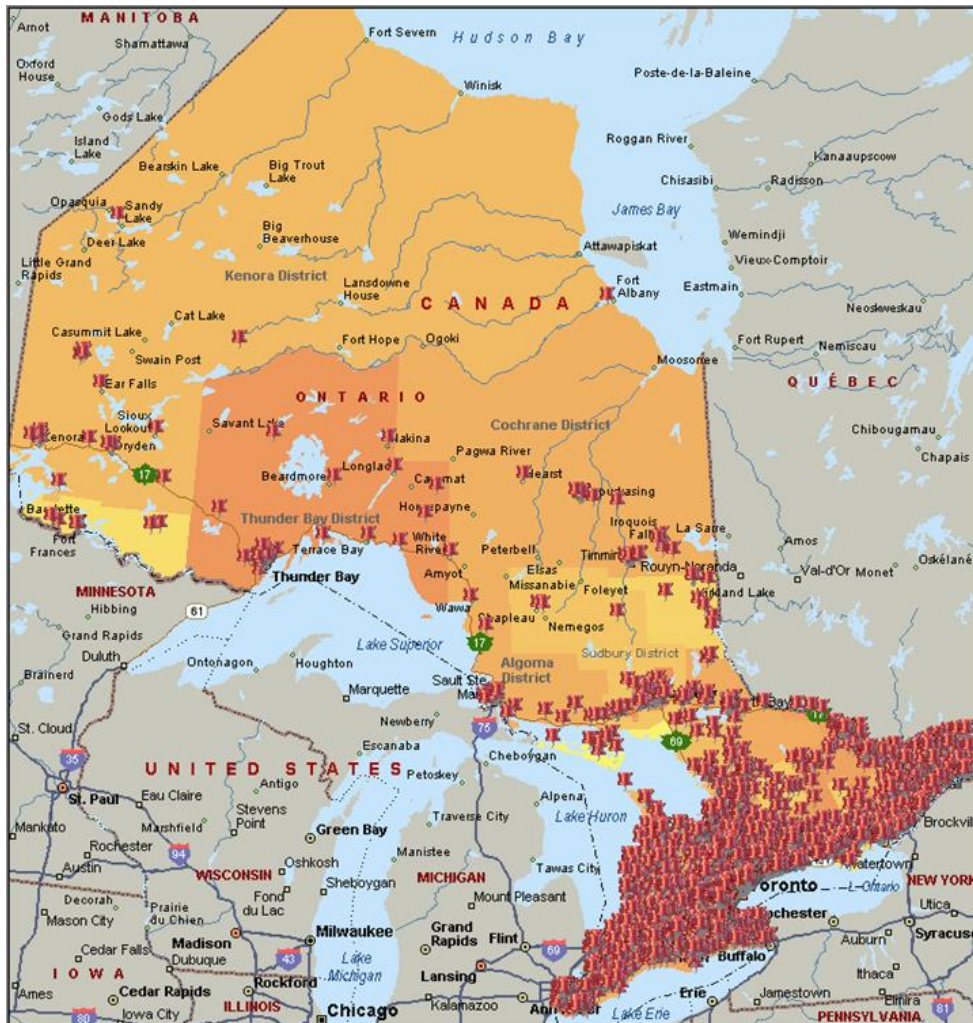 MANITOBA
Arnot
Shamattawa
Oxford
House
Gods Lake
Island
Lake
Fort Severn
Hudson Bay
Winisk
Poste-de-la-Baleine
Roggan River
Kanaaupscow
Chisasibi
Radisson
Bearskin Lake
Big Trout
Lake
Opasquia
Sandy
Lake
James Bay
Deer Lake
Big
Beaverhouse
Wemindji
Little Grand
Rapids
Attawapiskat
Vieux-Comptoir
Kenora District
Lansdowne
House
Fort
Albany
Eastmain
CANADA
Neoskweskau
Cat Lake
Casummit Lake
Swain Post
Fort Hope
Ogoki
Fort Rupert
Nemiscau
Moosonee
Ear Falls
QUÉBEC
ONTARIO
Sioux
Lookout
Savant Lake
Cochrane District
Chibougamau
Chapais
Pagwa River
Beardmore
17
Thunder Bay District
Iroquois
La Sarre
Fort
Frances
Terrace Bay
White
Peterbell
Amos
Rouyn-Noranda
Oskélané
Thunder Bay
Amyot
Elsas
Missanabie
Foleyet
Val-d'Or
Monet
MINNESOTA
Hibbing
61
Wawa
Chapleau
Nemegos
Grand Rapids
Lake Superior
17
Sudbury District
Duluth
Ontonagon
Houghton
Algoma
District
Brainerd
Marquette
Sault Ste
St. Cloud
Newberry
75
69
35
Escanaba
Cheboygan
UNITED STATES
St. Paul
Eau Claire
Antigo
Petoskey
Alpena
Mankato
Marshfield
Stevens
Point
Green Bay
Traverse City
Lake Huron
Rochester
94
Oshkosh
Manistee
Tawas City
Austin
WISCONSIN
Fond
du Lac
Sheboygan
MICHIGAN
NEW YORK
Decorah
Prairie
du Chien
Mount Pleasant
Mason City
Utica
Cedar Falls
Madison
Milwaukee
Grand
Rapids
Flint
69
Syracuse
Auburn
Dubuque
43
Lake
Michigan
Lansing
Buffalo
IOWA
Rockford
Ithaca
Ames
Cedar Rapids
ILLINOIS
Kalamazoo
Erie
Jamestown
Elmira
80
Iowa City
Chicago
Lake Erie
PENNSYLVANIA
81